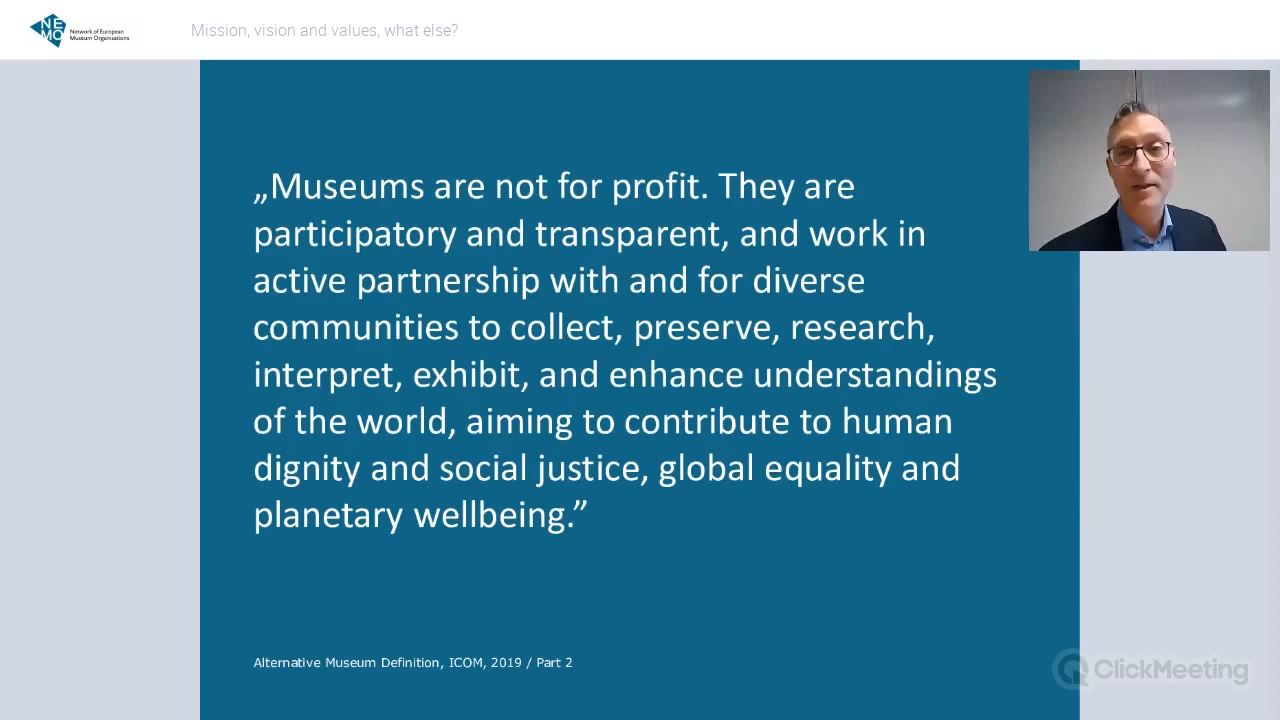 NE
MO
Network of European
Museum Organisations
Mission, vision and values, what else?
„Museums are not for profit. They are
participatory and transparent, and work in
active partnership with and for diverse
communities to collect, preserve, research,
interpret, exhibit, and enhance understandings
of the world, aiming to contribute to human
dignity and social justice, global equality and
planetary wellbeing.”
Alternative Museum Definition, ICOM, 2019 / Part 2
ClickMeeting